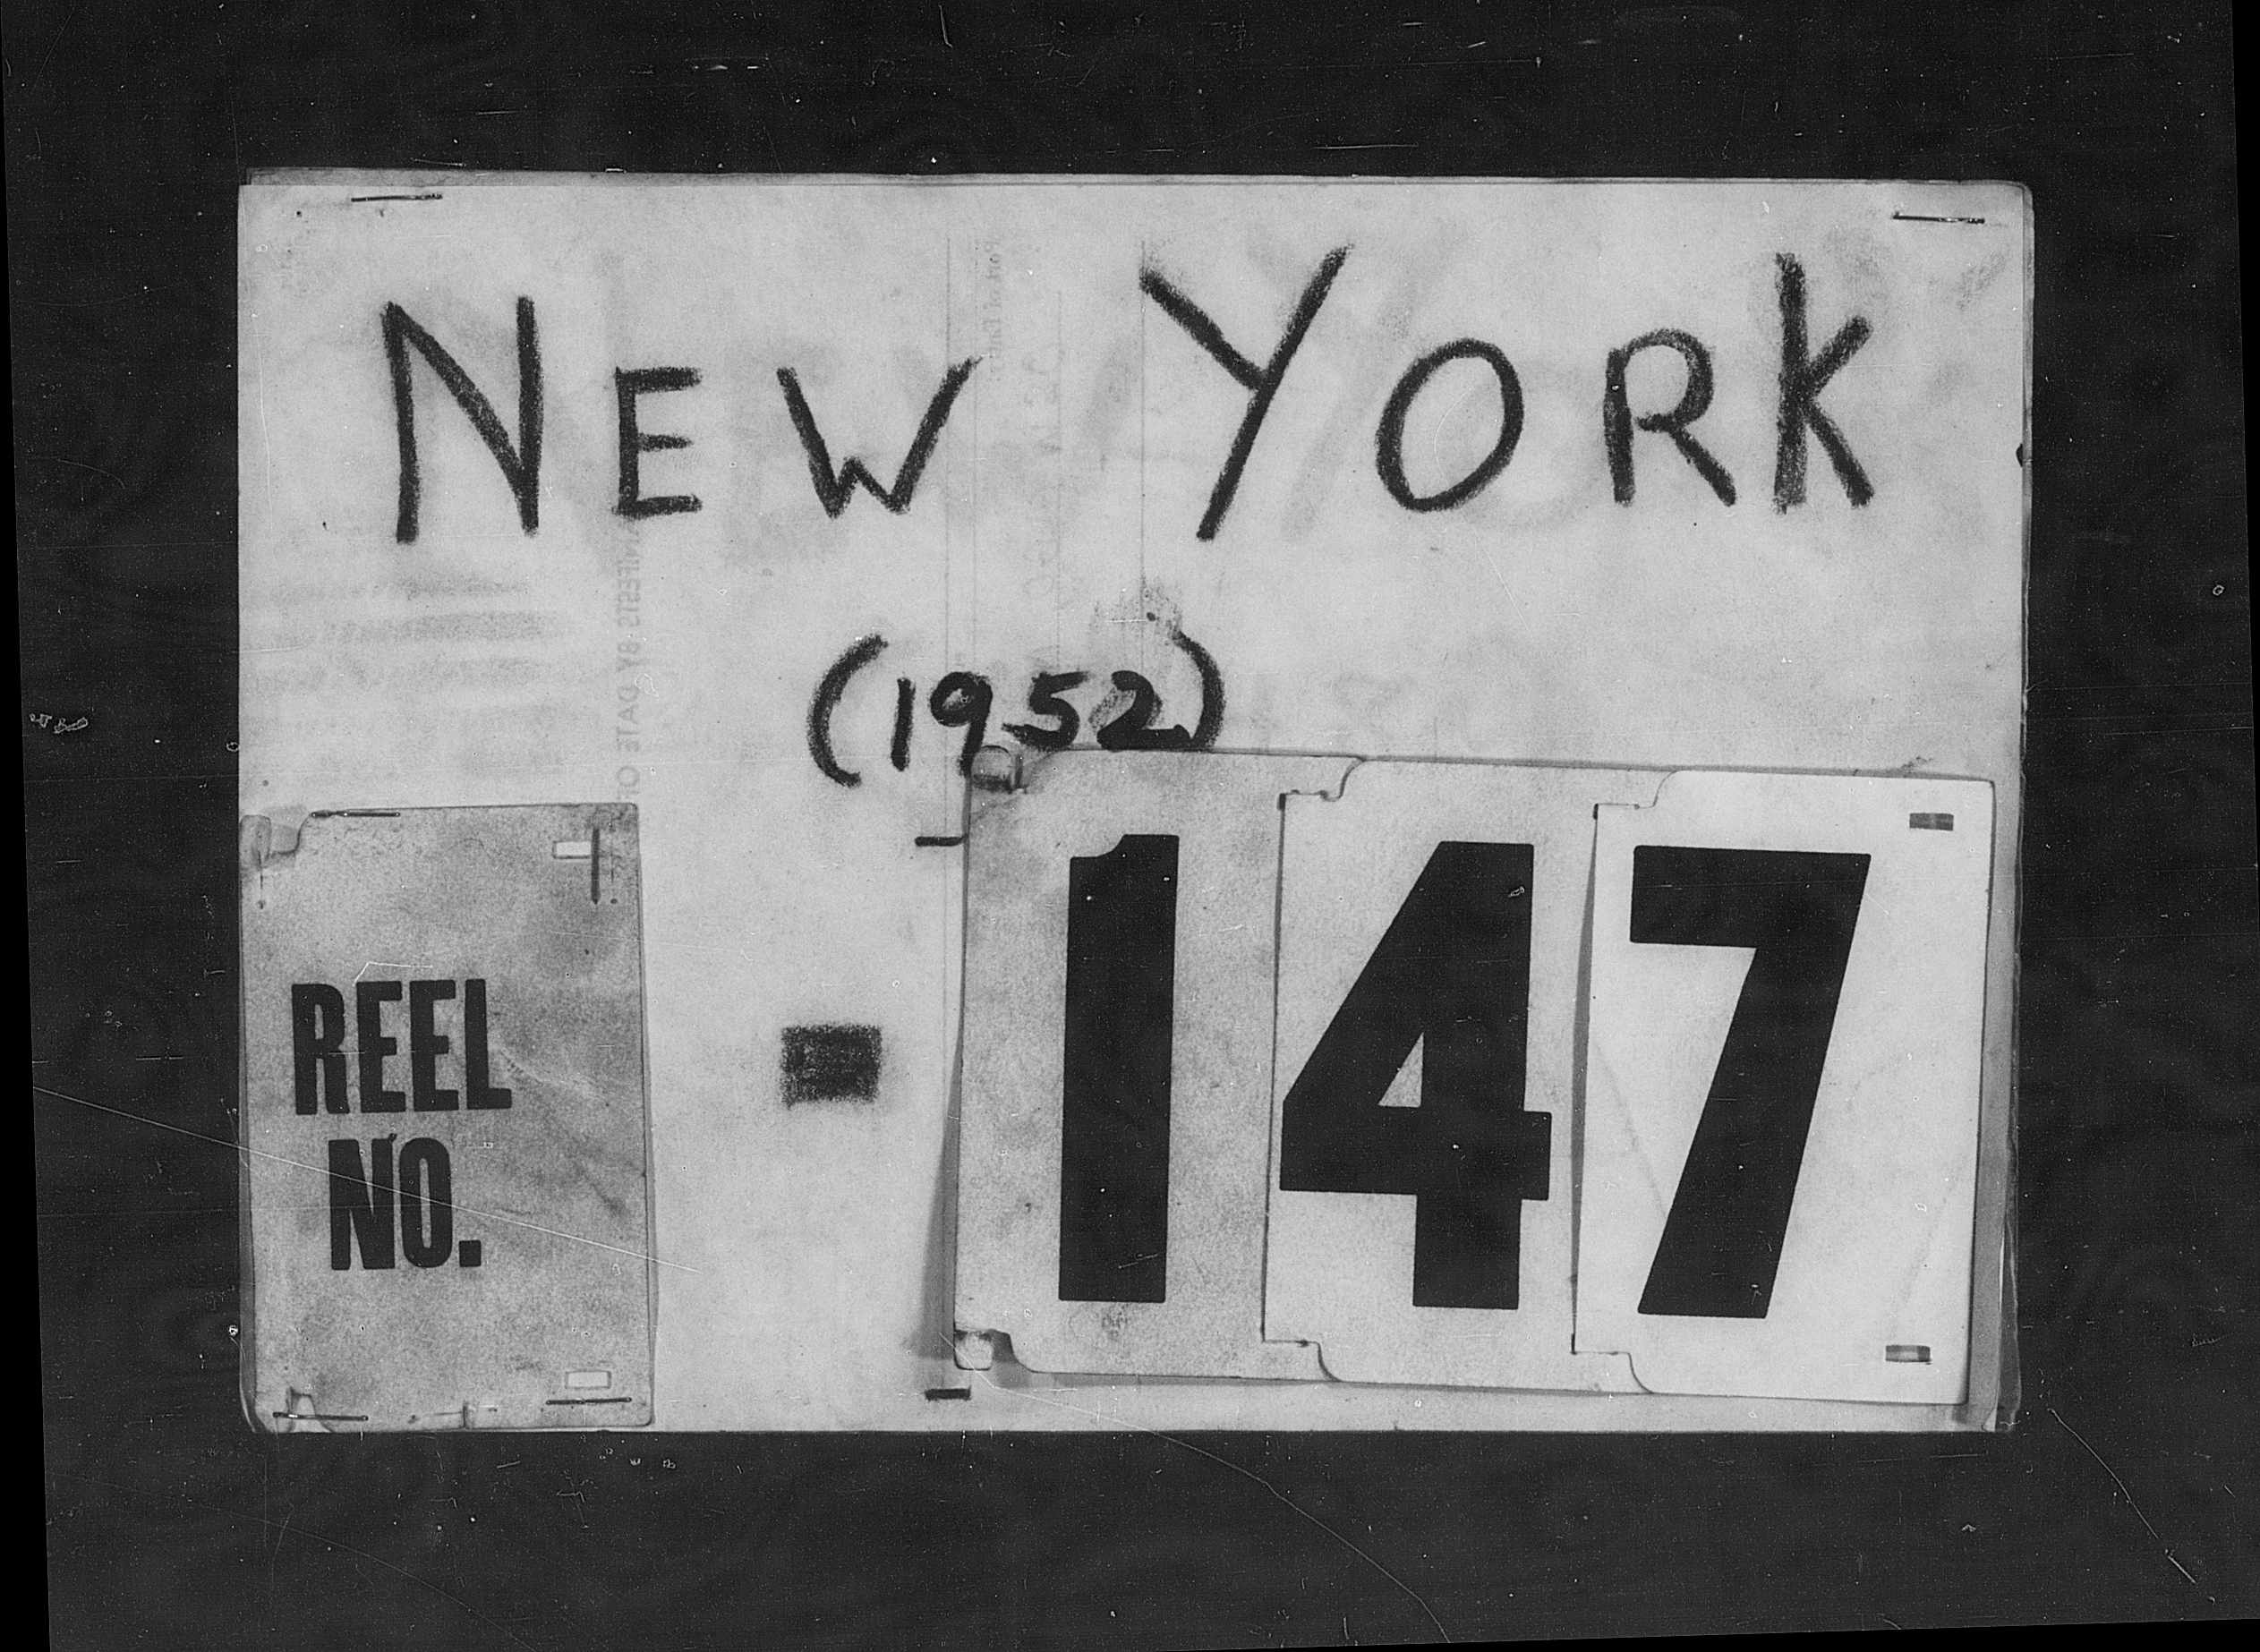 NEW YORK
(1952)
REEL
NO.
- 147